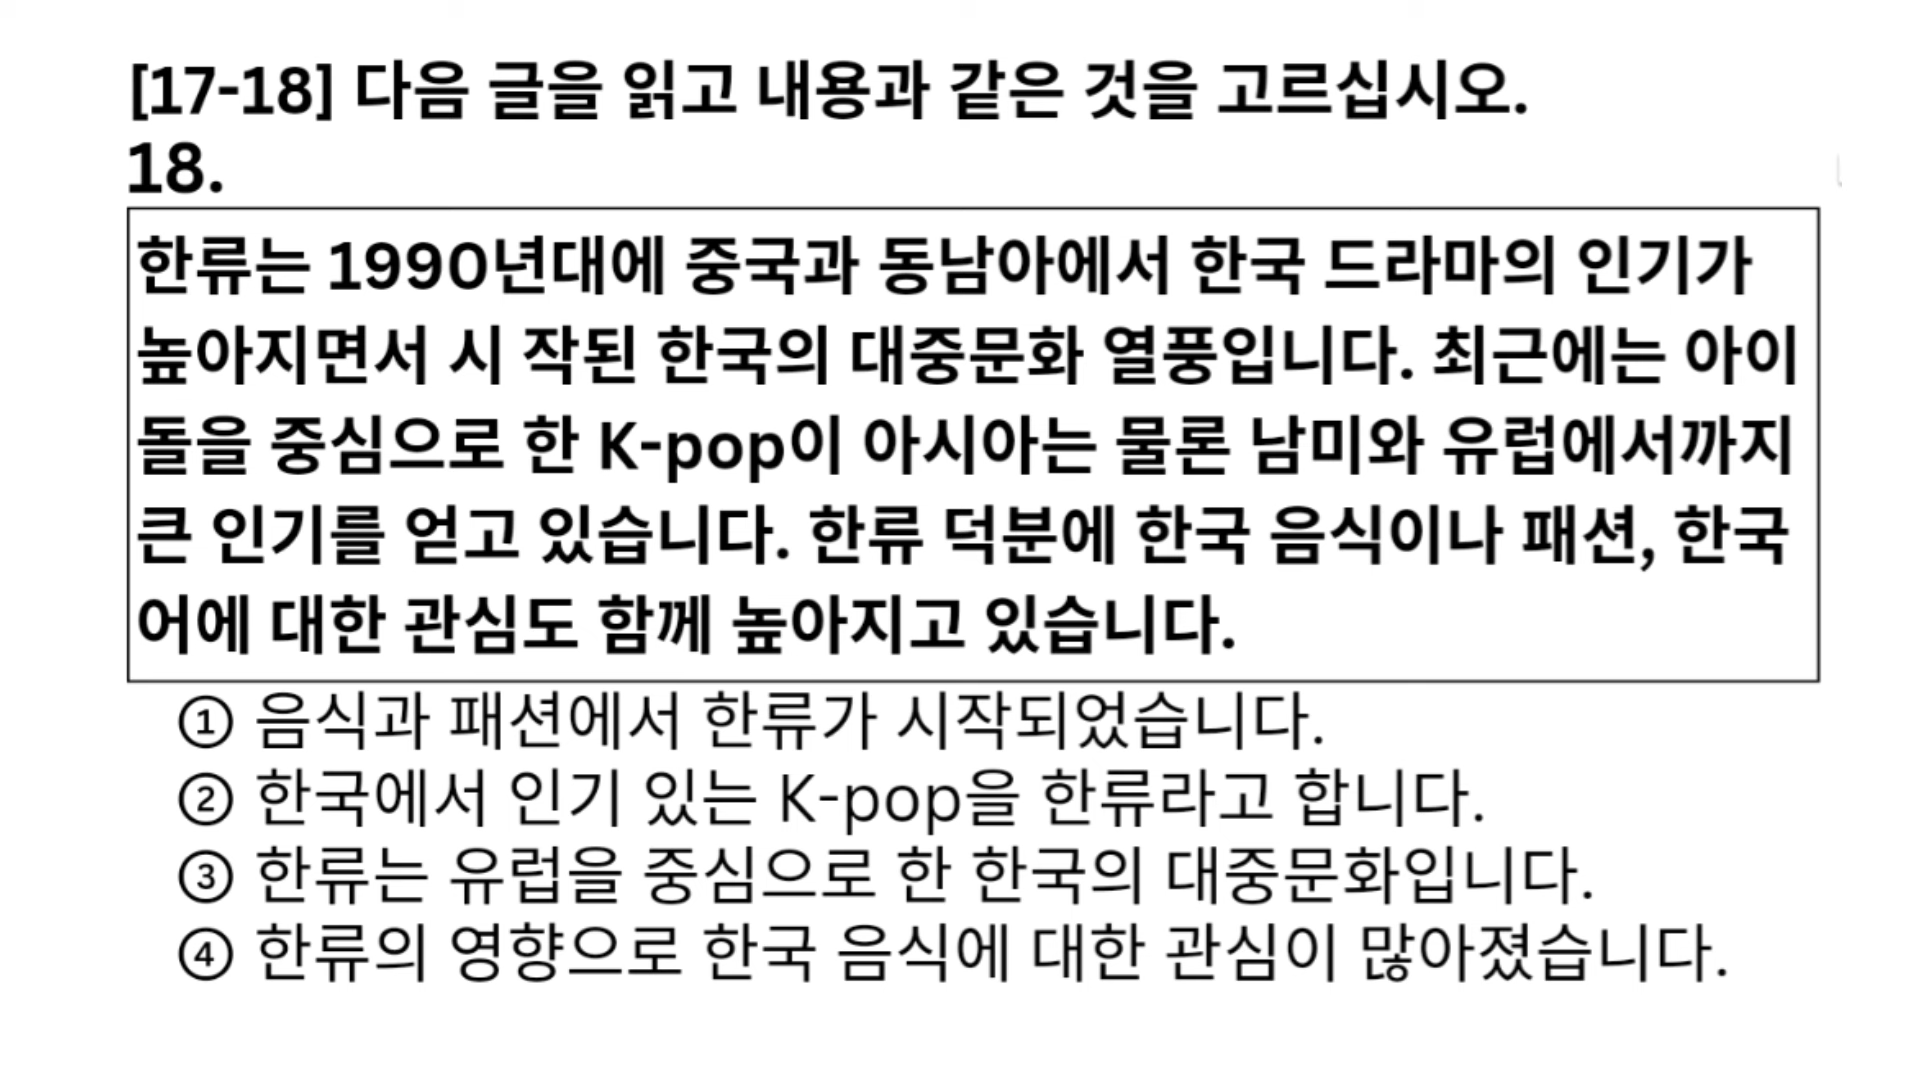 [17-18] 다음 글을 읽고 내용과 같은 것을 고르십시오.
18.
한류는 1990년대에 중국과 동남아에서 한국 드라마의 인기가
높아지면서 시 작된 한국의 대중문화 열풍입니다. 최근에는 아이
돌을 중심으로 한 K-pop이 아시아는 물론 남미와 유럽에서까지
큰 인기를 얻고 있습니다. 한류 덕분에 한국 음식이나 패션, 한국
어에 대한 관심도 함께 높아지고 있습니다.
① 음식과 패션에서 한류가 시작되었습니다.
② 한국에서 인기 있는 K-pop을 한류라고 합니다.
③ 한류는 유럽을 중심으로 한 한국의 대중문화입니다.
④ 한류의 영향으로 한국 음식에 대한 관심이 많아졌습니다.